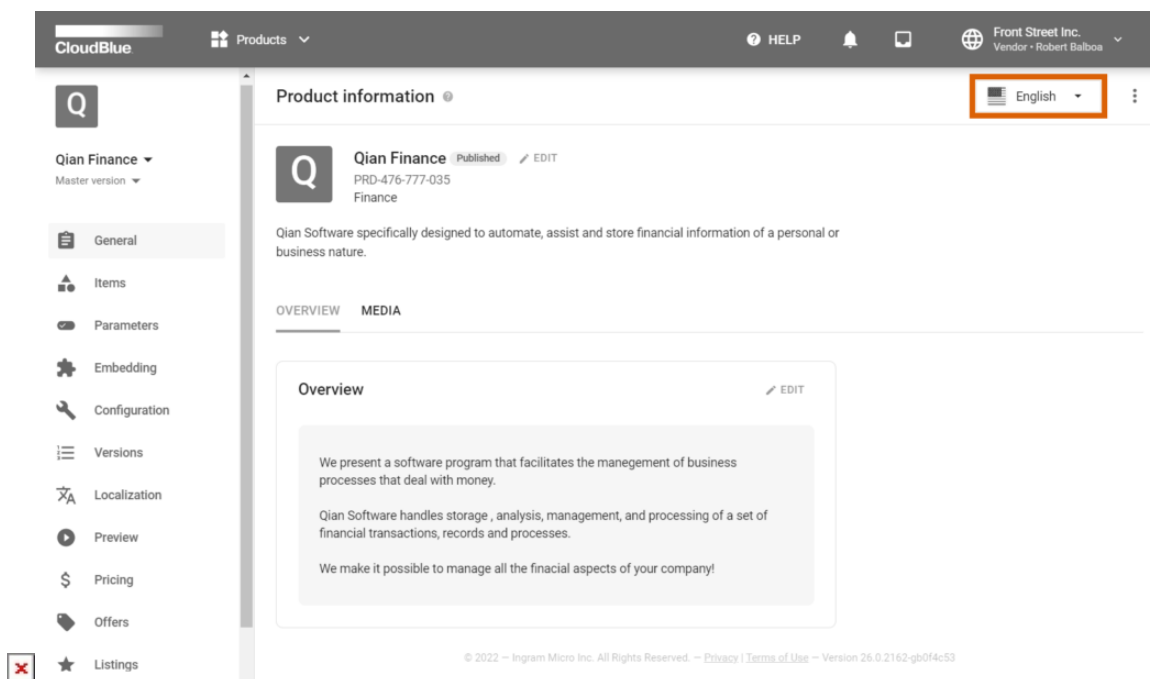 CloudBlue
Products
HELP
Front Street Inc.
Vendor • Robert Balboa
Q
Qian Finance
Master version
General
Items
Parameters
Embedding
Configuration
Versions
Localization
Preview
Pricing
Offers
Listings
Product information
English
Q
Qian Finance Published EDIT
PRD-476-777-035
Finance
Qian Software specifically designed to automate, assist and store financial information of a personal or
business nature.
OVERVIEW MEDIA
Overview
EDIT
We present a software program that facilitates the manegement of business
processes that deal with money.
Qian Software handles storage , analysis, management, and processing of a set of
financial transactions, records and processes.
We make it possible to manage all the finacial aspects of your company!
© 2022 – Ingram Micro Inc. All Rights Reserved. – Privacy | Terms of Use – Version 26.0.2162-gb0f4c53